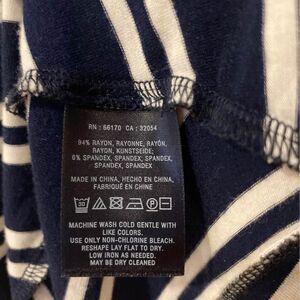 RN : 66170 CA : 32054
94% RAYON, RAYONNE, RAYÓN,
RAYON, KUNSTSEIDE;
6% SPANDEX, SPANDEX, SPANDEX,
SPANDEX, SPANDEX
MADE IN CHINA, HECHO EN CHINA,
FABRIQUÉ EN CHINE
MACHINE WASH COLD GENTLE WITH
LIKE COLORS.
USE ONLY NON-CHLORINE BLEACH.
RESHAPE LAY FLAT TO DRY.
LOW IRON AS NEEDED.
MAY BE DRY CLEANED